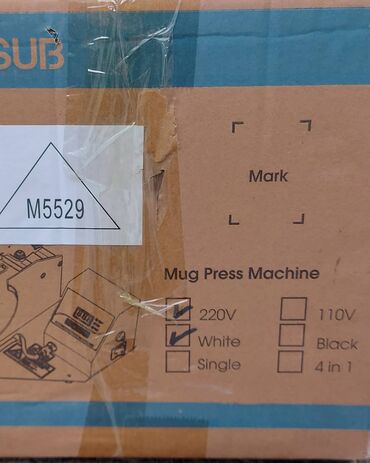 SUB
M5529
Mark
Mug Press Machine
220V 110V
White Black
Single 4 in 1